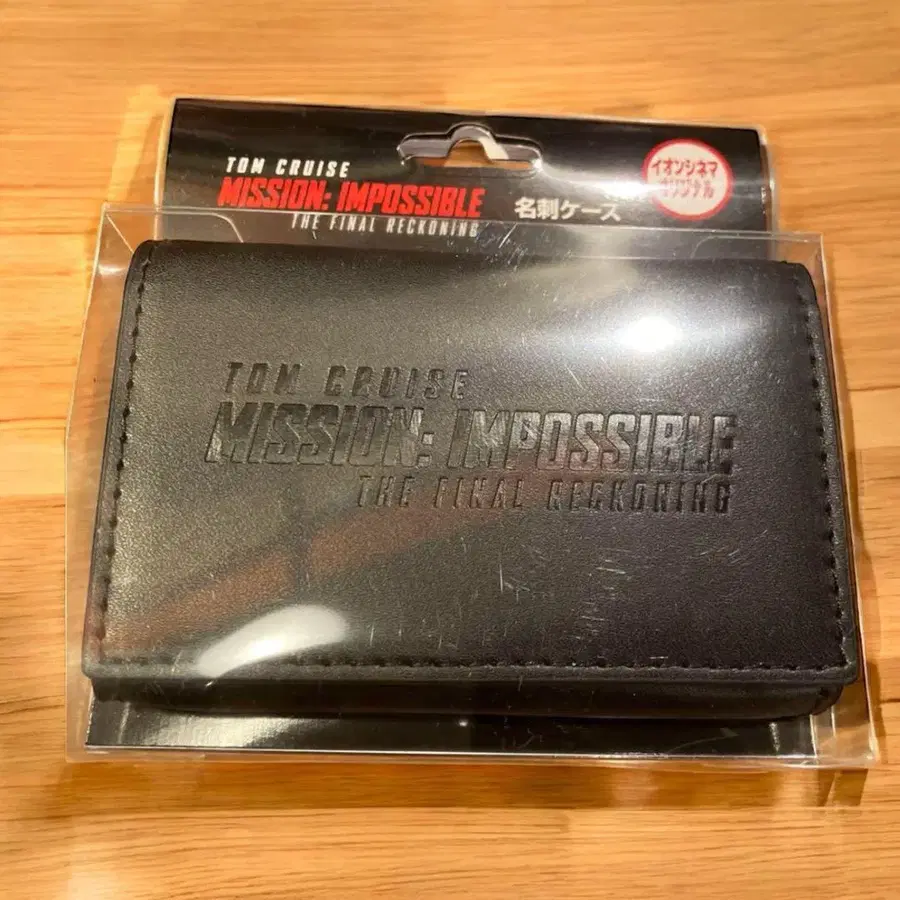 TOM CRUISE
MISSION: IMPOSSIBLE
THE FINAL RECKONING
名刺ケース
イオンシネマ
オリジナル
TOM CRUISE
MISSION: IMPOSSIBLE
THE FINAL RECKONING